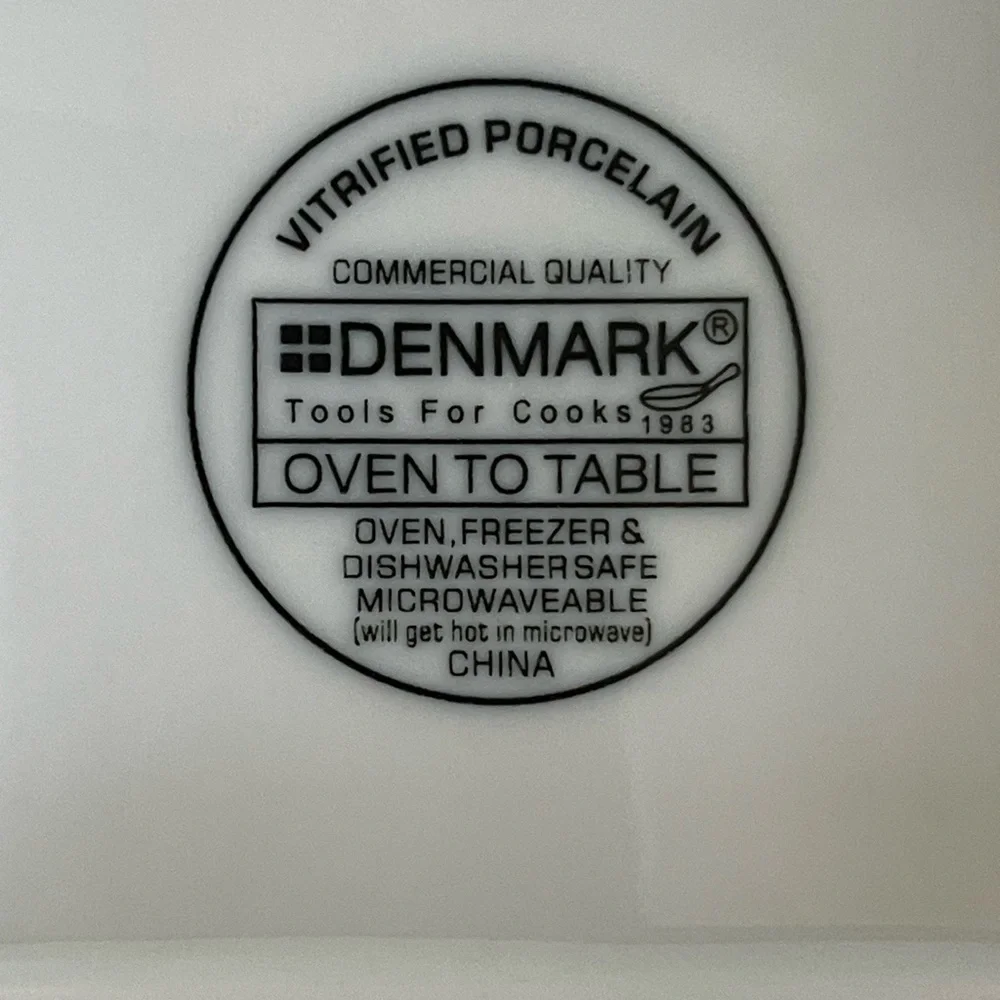 VITRIFIED PORCELAIN
COMMERCIAL QUALITY
DENMARK®
Tools For Cooks
1983
OVEN TO TABLE
OVEN, FREEZER &
DISHWASHER SAFE
MICROWAVEABLE
(will get hot in microwave)
CHINA